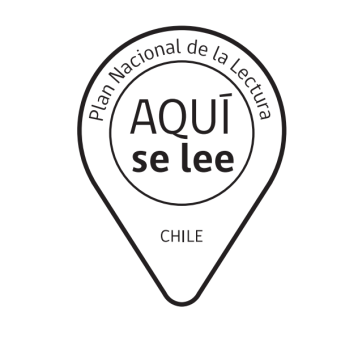 Plan Nacional de la Lectura
AQUÍ
se lee
CHILE